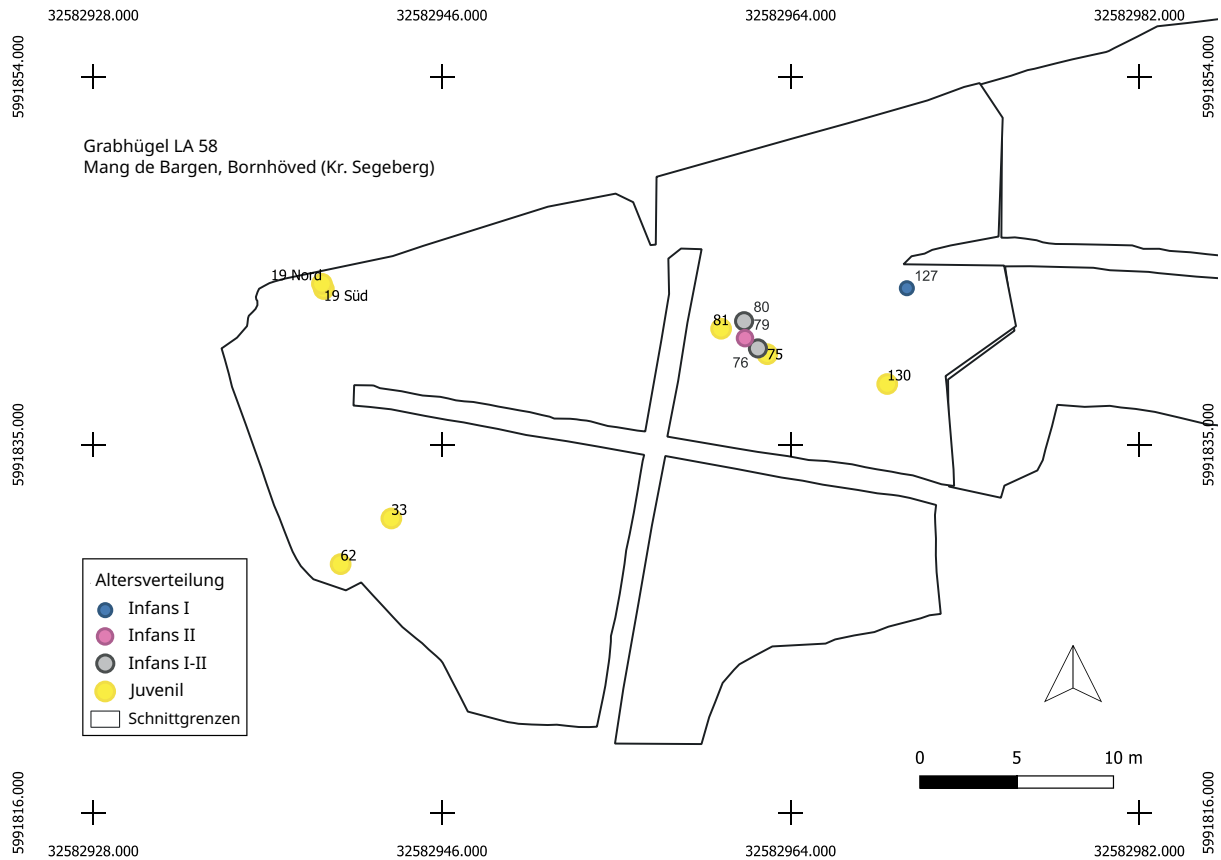 32582928.000
32582946.000
32582964.000
32582982.000
5991854.000
5991854.000
Grabhügel LA 58
Mang de Bargen, Bornhöved (Kr. Segeberg)
19 Nord
19 Süd
127
80
81
79
76
75
130
5991835.000
5991835.000
33
62
Altersverteilung
Infans I
Infans II
Infans I-II
Juvenil
Schnittgrenzen
0
5
10 m
5991816.000
5991816.000
32582928.000
32582946.000
32582964.000
32582982.000